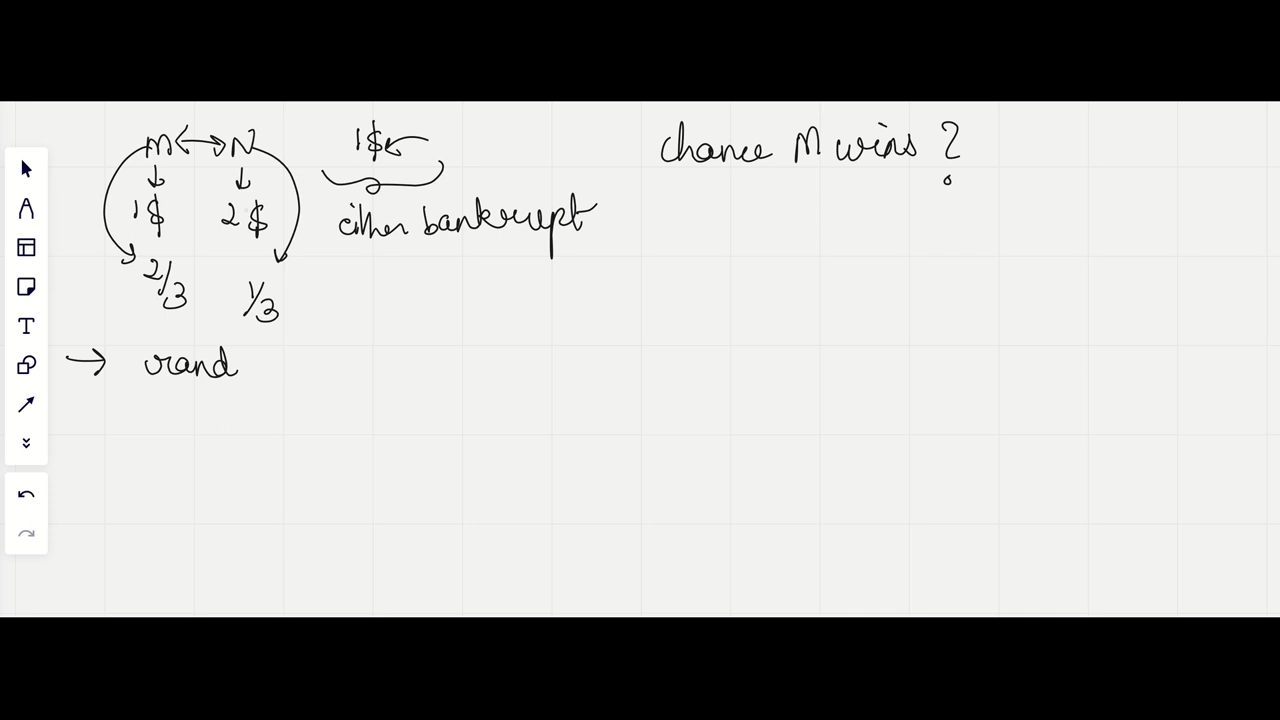 M ↔ N 1$ ←
↓ ↓
1$ 2$ either bankrupt
2/3 1/3
→ rand
chance M wins ?